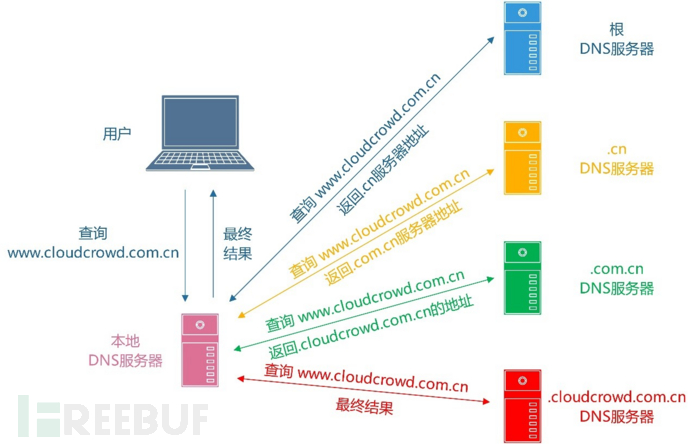 用户
查询
www.cloudcrowd.com.cn
最终
结果
本地
DNS服务器
查询 www.cloudcrowd.com.cn
返回.cn服务器地址
查询 www.cloudcrowd.com.cn
返回.com.cn服务器地址
查询 www.cloudcrowd.com.cn
返回.cloudcrowd.com.cn的地址
查询 www.cloudcrowd.com.cn
最终结果
根
DNS服务器
.cn
DNS服务器
.com.cn
DNS服务器
.cloudcrowd.com.cn
DNS服务器
FREEBUF